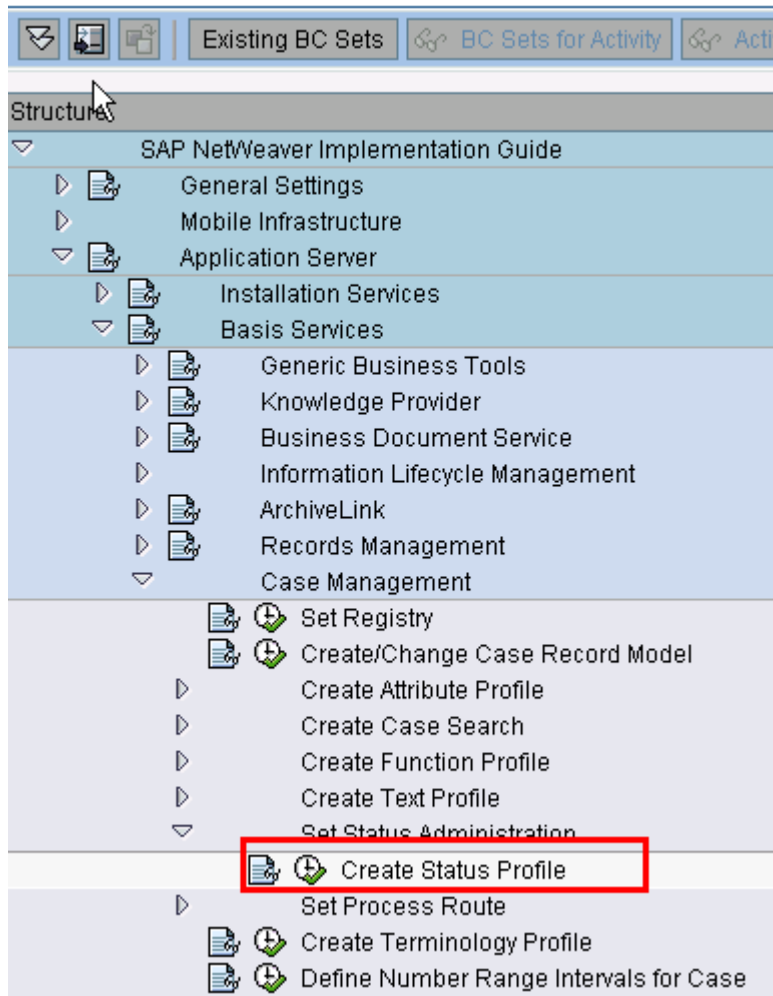 Existing BC Sets BC Sets for Activity Acti
Structure
SAP NetWeaver Implementation Guide
General Settings
Mobile Infrastructure
Application Server
Installation Services
Basis Services
Generic Business Tools
Knowledge Provider
Business Document Service
Information Lifecycle Management
ArchiveLink
Records Management
Case Management
Set Registry
Create/Change Case Record Model
Create Attribute Profile
Create Case Search
Create Function Profile
Create Text Profile
Set Status Administration
Create Status Profile
Set Process Route
Create Terminology Profile
Define Number Range Intervals for Case